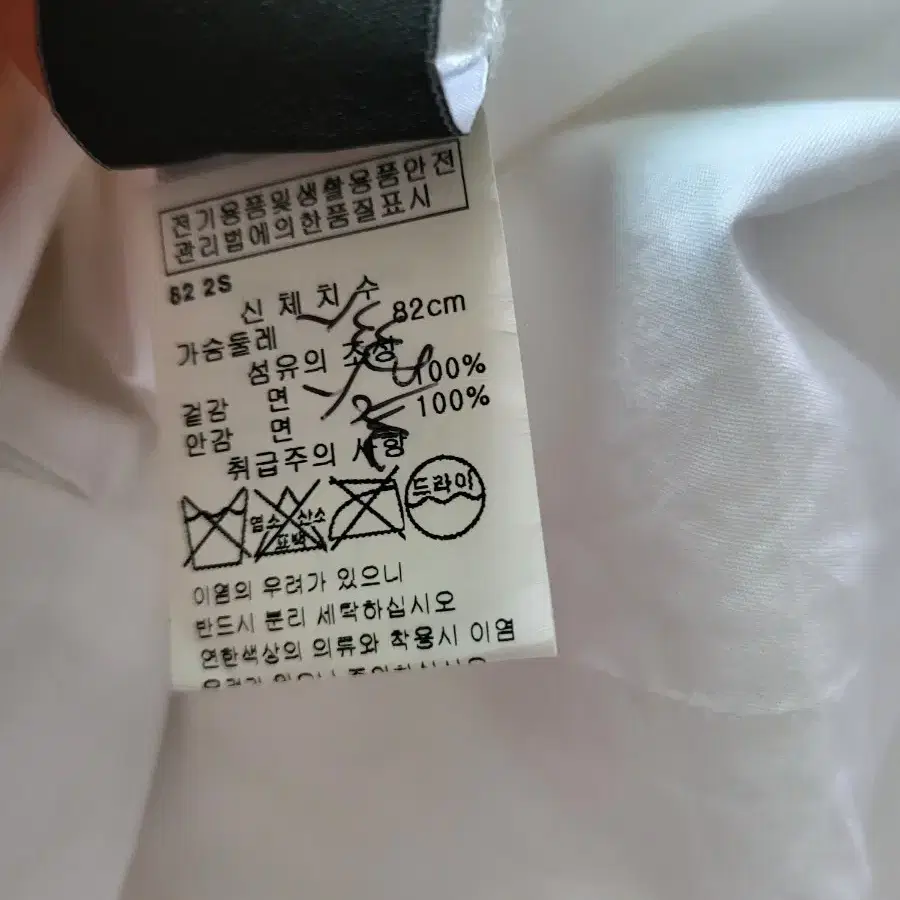 전기용품및생활용품안전
관리법에의한품질표시
82 2S
신 체 치 수
가슴둘레 82cm
섬유의 조성
겉감 면 100%
안감 면 100%
취급주의 사항
염소 산소 표백 드라이
이염의 우려가 있으니
반드시 분리 세탁하십시오
연한색상의 의류와 착용시 이염